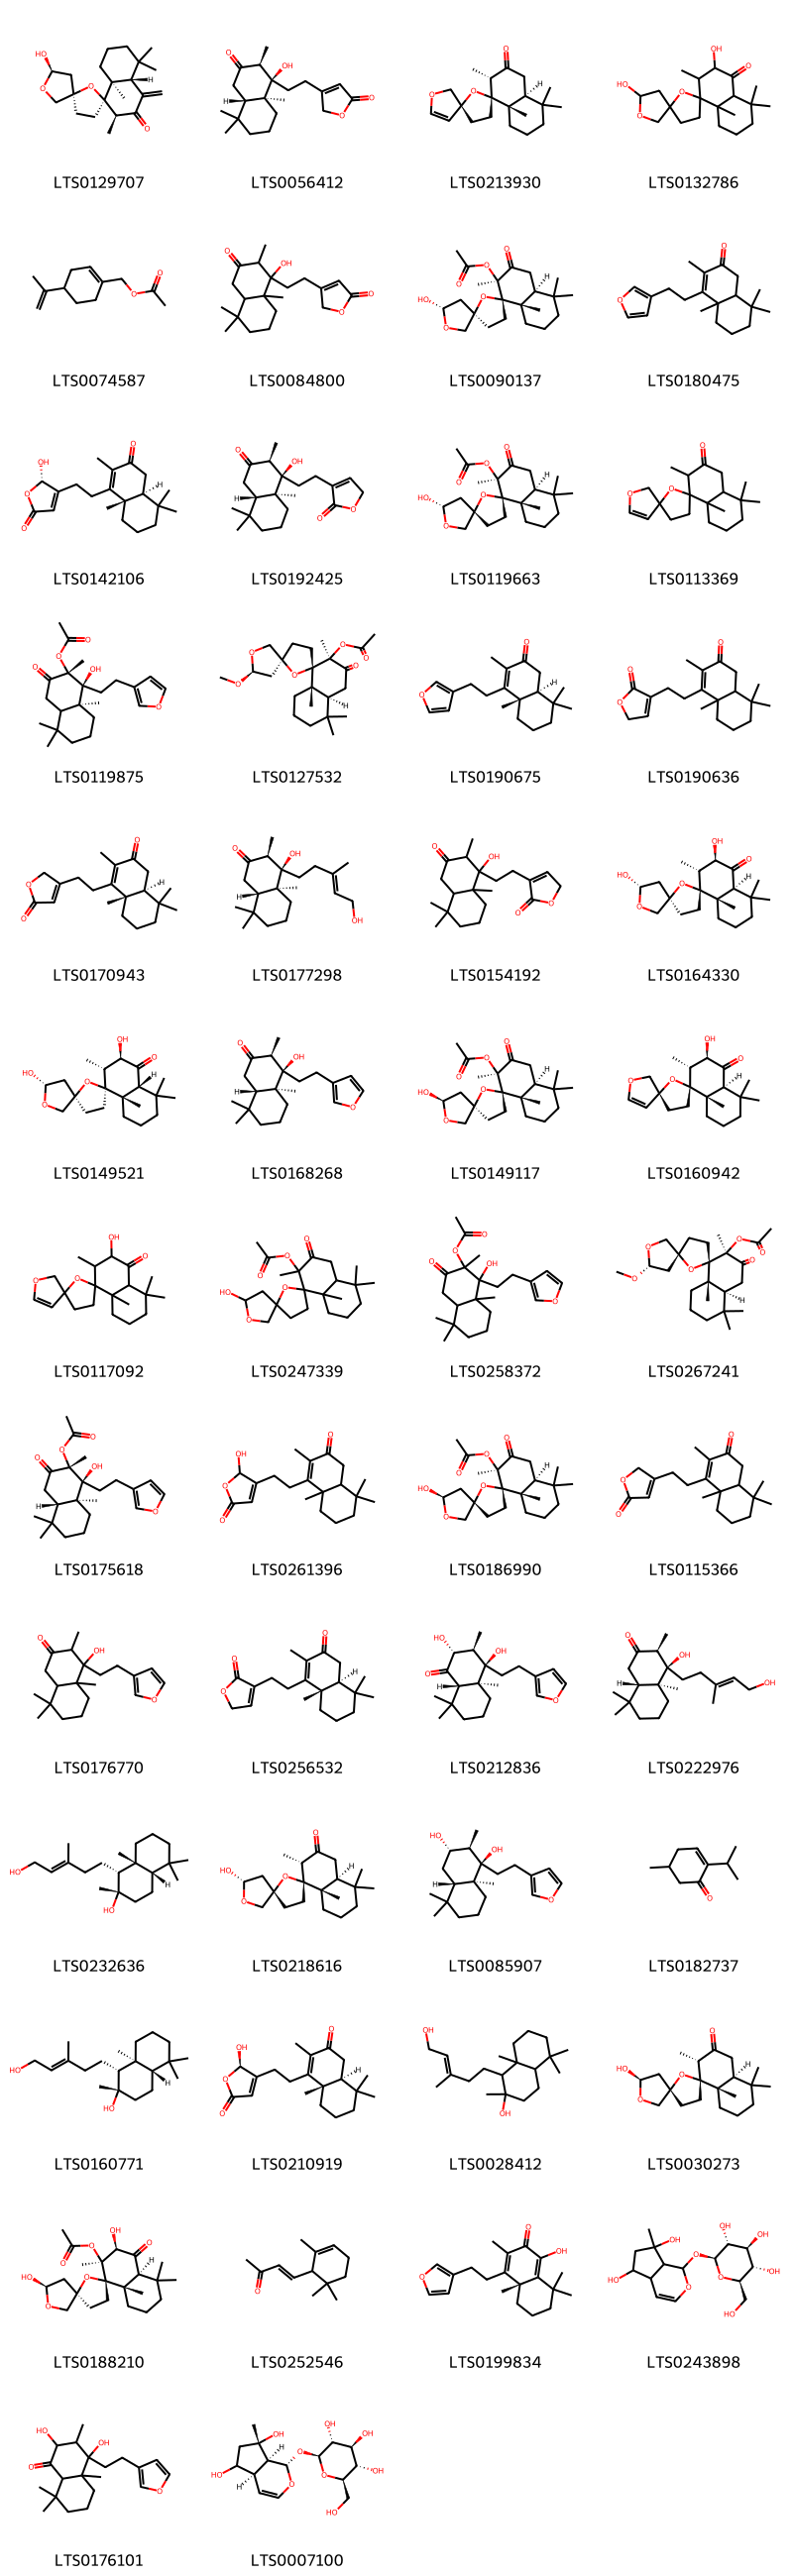 LTS0129707 LTS0056412 LTS0213930 LTS0132786
LTS0074587 LTS0084800 LTS0090137 LTS0180475
LTS0142106 LTS0192425 LTS0119663 LTS0113369
LTS0119875 LTS0127532 LTS0190675 LTS0190636
LTS0170943 LTS0177298 LTS0154192 LTS0164330
LTS0149521 LTS0168268 LTS0149117 LTS0160942
LTS0117092 LTS0247339 LTS0258372 LTS0267241
LTS0175618 LTS0261396 LTS0186990 LTS0115366
LTS0176770 LTS0256532 LTS0212836 LTS0222976
LTS0232636 LTS0218616 LTS0085907 LTS0182737
LTS0160771 LTS0210919 LTS0028412 LTS0030273
LTS0188210 LTS0252546 LTS0199834 LTS0243898
LTS0176101 LTS0007100